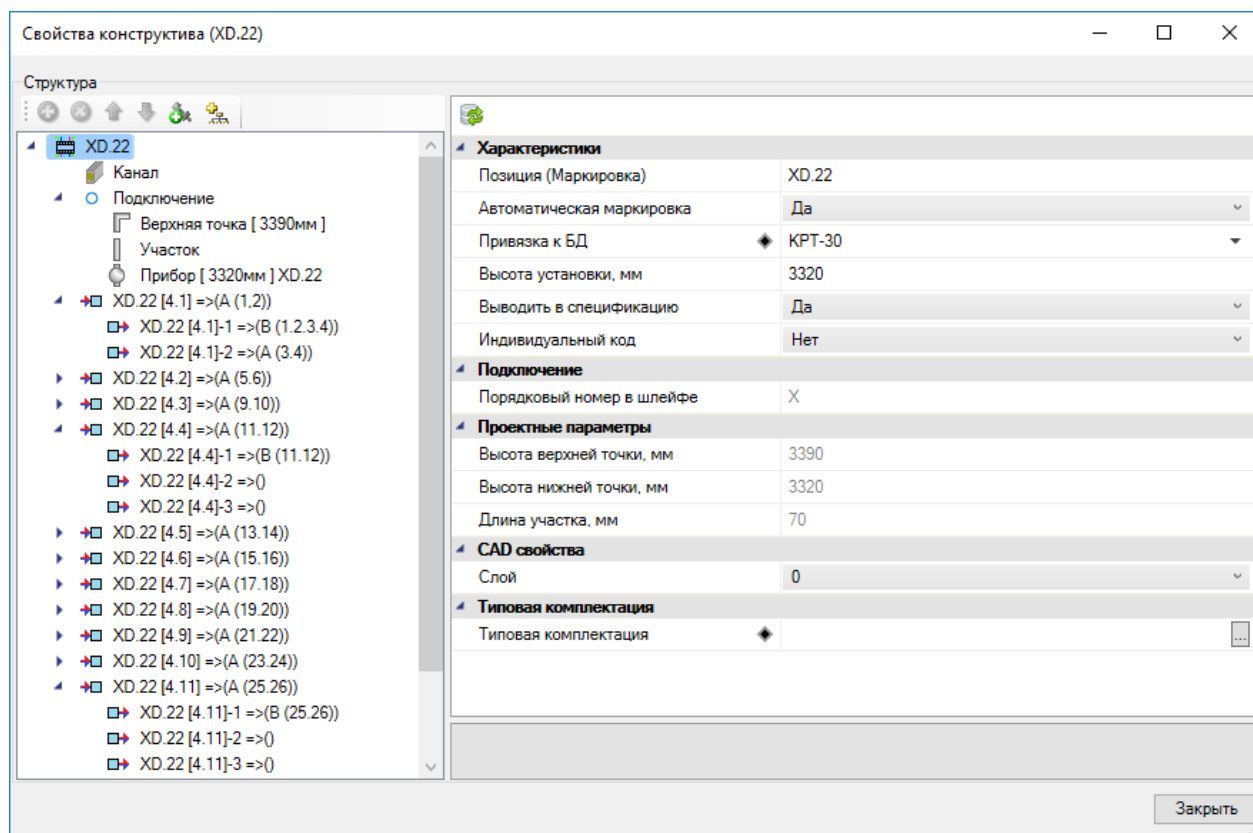 Свойства конструктива (XD.22)
Структура
XD.22
Канал
Подключение
Верхняя точка [ 3390мм ]
Участок
Прибор [ 3320мм ] XD.22
XD.22 [4.1] =>(A (1,2))
XD.22 [4.1]-1 =>(B (1.2.3.4))
XD.22 [4.1]-2 =>(A (3.4))
XD.22 [4.2] =>(A (5.6))
XD.22 [4.3] =>(A (9.10))
XD.22 [4.4] =>(A (11.12))
XD.22 [4.4]-1 =>(B (11.12))
XD.22 [4.4]-2 =>()
XD.22 [4.4]-3 =>()
XD.22 [4.5] =>(A (13.14))
XD.22 [4.6] =>(A (15.16))
XD.22 [4.7] =>(A (17.18))
XD.22 [4.8] =>(A (19.20))
XD.22 [4.9] =>(A (21.22))
XD.22 [4.10] =>(A (23.24))
XD.22 [4.11] =>(A (25.26))
XD.22 [4.11]-1 =>(B (25.26))
XD.22 [4.11]-2 =>()
XD.22 [4.11]-3 =>()
Характеристики
Позиция (Маркировка) XD.22
Автоматическая маркировка Да
Привязка к БД КРТ-30
Высота установки, мм 3320
Выводить в спецификацию Да
Индивидуальный код Нет
Подключение
Порядковый номер в шлейфе X
Проектные параметры
Высота верхней точки, мм 3390
Высота нижней точки, мм 3320
Длина участка, мм 70
CAD свойства
Слой 0
Типовая комплектация
Типовая комплектация ...
Закрыть